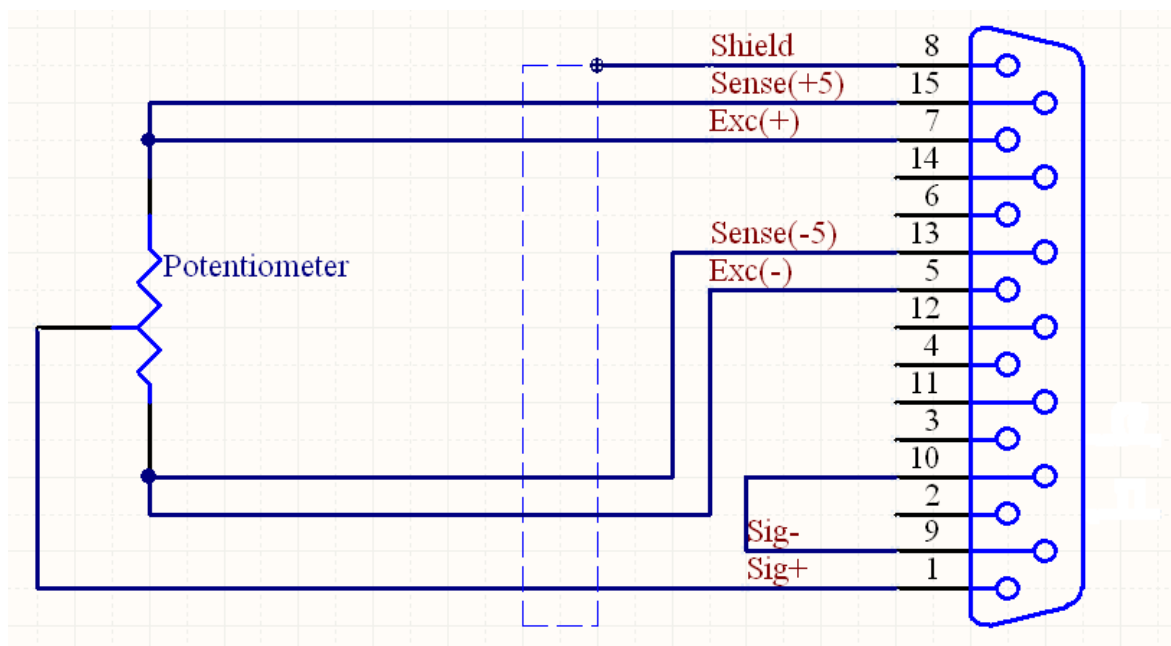 Shield 8
Sense(+5) 15
Exc(+) 7
14
6
Sense(-5) 13
Exc(-) 5
Potentiometer
12
4
11
3
10
2
Sig- 9
Sig+ 1